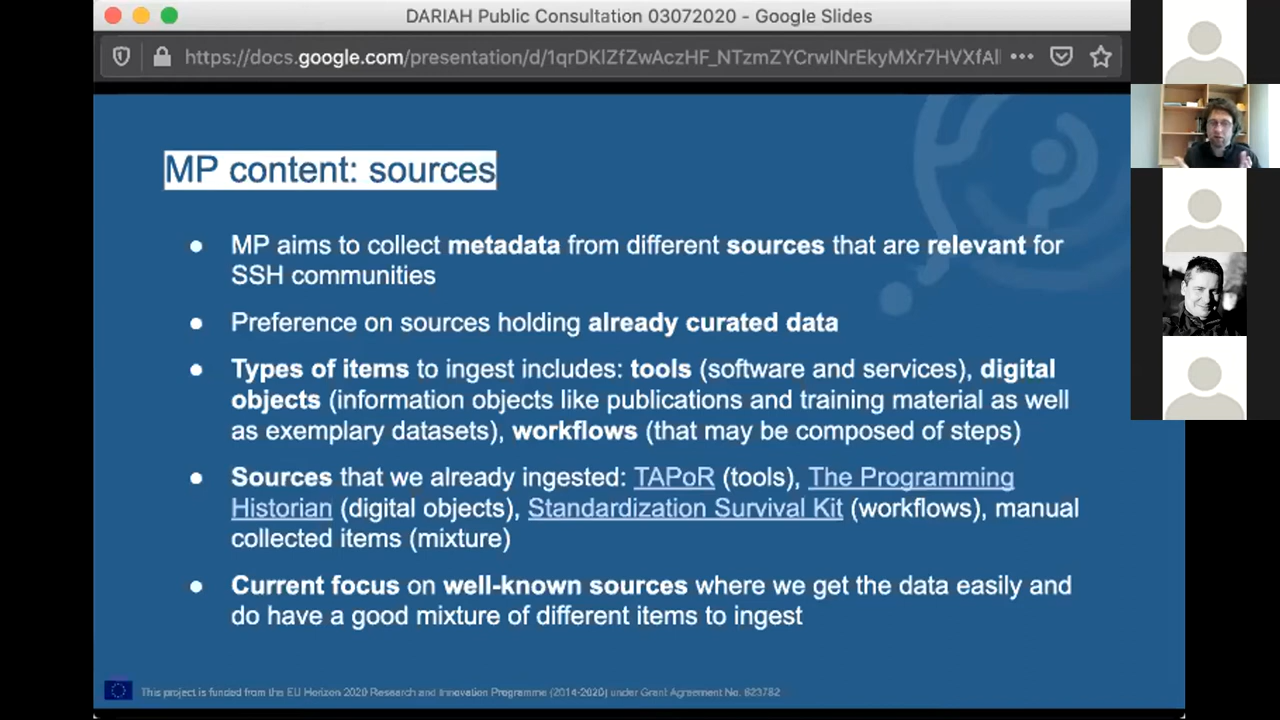 DARIAH Public Consultation 03072020 - Google Slides
MP content: sources
● MP aims to collect metadata from different sources that are relevant for
SSH communities
● Preference on sources holding already curated data
● Types of items to ingest includes: tools (software and services), digital
objects (information objects like publications and training material as well
as exemplary datasets), workflows (that may be composed of steps)
● Sources that we already ingested: TAPoR (tools), The Programming
Historian (digital objects), Standardization Survival Kit (workflows), manual
collected items (mixture)
● Current focus on well-known sources where we get the data easily and
do have a good mixture of different items to ingest
This project is funded from the EU Horizon 2020 Research and Innovation Programme (2014-2020) under Grant Agreement No. 823782